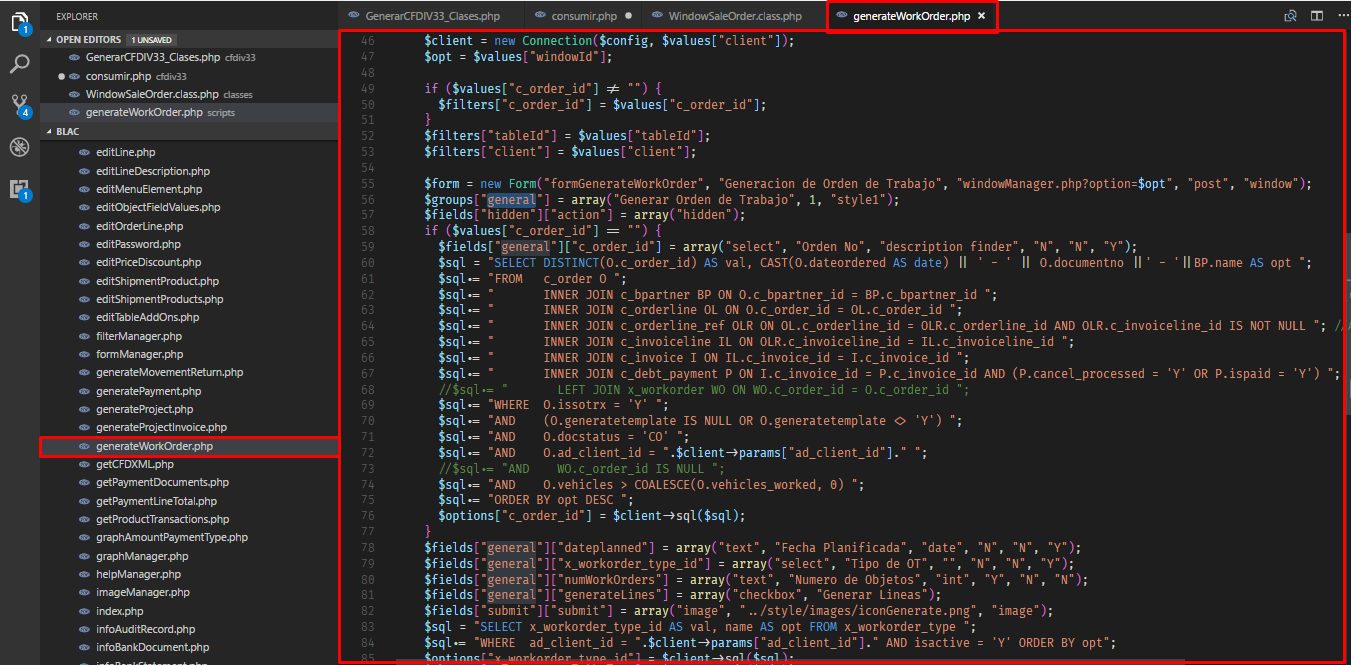 EXPLORER
OPEN EDITORS 1 UNSAVED
GenerarCFDIV33_Clases.php cfdiv33
consumir.php cfdiv33
WindowSaleOrder.class.php classes
generateWorkOrder.php scripts
BLAC
editLine.php
editLineDescription.php
editMenuElement.php
editObjectFieldValues.php
editOrderLine.php
editPassword.php
editPriceDiscount.php
editShipmentProduct.php
editShipmentProducts.php
editTableAddOns.php
filterManager.php
formManager.php
generateMovementReturn.php
generatePayment.php
generateProject.php
generateProjectInvoice.php
generateWorkOrder.php
getCFDXML.php
getPaymentDocuments.php
getPaymentLineTotal.php
getProductTransactions.php
graphAmountPaymentType.php
graphManager.php
helpManager.php
imageManager.php
index.php
infoAuditRecord.php
infoBankDocument.php
infoBankStatement.php
1
4
1
GenerarCFDIV33_Clases.php consumir.php WindowSaleOrder.class.php generateWorkOrder.php
46 $client = new Connection($config, $values["client"]);
47 $opt = $values["windowId"];
48
49 if ($values["c_order_id"] ≠ "") {
50 $filters["c_order_id"] = $values["c_order_id"];
51 }
52 $filters["tableId"] = $values["tableId"];
53 $filters["client"] = $values["client"];
54
55 $form = new Form("formGenerateWorkOrder", "Generacion de Orden de Trabajo", "windowManager.php?option=$opt", "post", "window");
56 $groups["general"] = array("Generar Orden de Trabajo", 1, "style1");
57 $fields["hidden"]["action"] = array("hidden");
58 if ($values["c_order_id"] == "") {
59 $fields["general"]["c_order_id"] = array("select", "Orden No", "description finder", "N", "N", "Y");
60 $sql = "SELECT DISTINCT(O.c_order_id) AS val, CAST(O.dateordered AS date) || ' - ' || O.documentno ||' - '||BP.name AS opt ";
61 $sql .= "FROM c_order O ";
62 $sql .= " INNER JOIN c_bpartner BP ON O.c_bpartner_id = BP.c_bpartner_id ";
63 $sql .= " INNER JOIN c_orderline OL ON OL.c_order_id = O.c_order_id ";
64 $sql .= " INNER JOIN c_orderline_ref OLR ON OL.c_orderline_id = OLR.c_orderline_id AND OLR.c_invoiceline_id IS NOT NULL "; //
65 $sql .= " INNER JOIN c_invoiceline IL ON OLR.c_invoiceline_id = IL.c_invoiceline_id ";
66 $sql .= " INNER JOIN c_invoice I ON IL.c_invoice_id = I.c_invoice_id ";
67 $sql .= " INNER JOIN c_debt_payment P ON I.c_invoice_id = P.c_invoice_id AND (P.cancel_processed = 'Y' OR P.ispaid = 'Y') ";
68 //$sql .= " LEFT JOIN x_workorder WO ON WO.c_order_id = O.c_order_id ";
69 $sql .= "WHERE O.issotrx = 'Y' ";
70 $sql .= "AND (O.generatetemplate IS NULL OR O.generatetemplate <> 'Y') ";
71 $sql .= "AND O.docstatus = 'CO' ";
72 $sql .= "AND O.ad_client_id = ".$client→params["ad_client_id"]." ";
73 //$sql .= "AND WO.c_order_id IS NULL ";
74 $sql .= "AND O.vehicles > COALESCE(O.vehicles_worked, 0) ";
75 $sql .= "ORDER BY opt DESC ";
76 $options["c_order_id"] = $client→sql($sql);
77 }
78 $fields["general"]["dateplanned"] = array("text", "Fecha Planificada", "date", "N", "N", "Y");
79 $fields["general"]["x_workorder_type_id"] = array("select", "Tipo de OT", "", "N", "N", "Y");
80 $fields["general"]["numWorkOrders"] = array("text", "Numero de Objetos", "int", "Y", "N", "N");
81 $fields["general"]["generateLines"] = array("checkbox", "Generar Lineas");
82 $fields["submit"]["submit"] = array("image", "../style/images/iconGenerate.png", "image");
83 $sql = "SELECT x_workorder_type_id AS val, name AS opt FROM x_workorder_type ";
84 $sql .= "WHERE ad_client_id = ".$client→params["ad_client_id"]." AND isactive = 'Y' ORDER BY opt";
85 $options["x_workorder_type_id"] = $client→sql($sql);